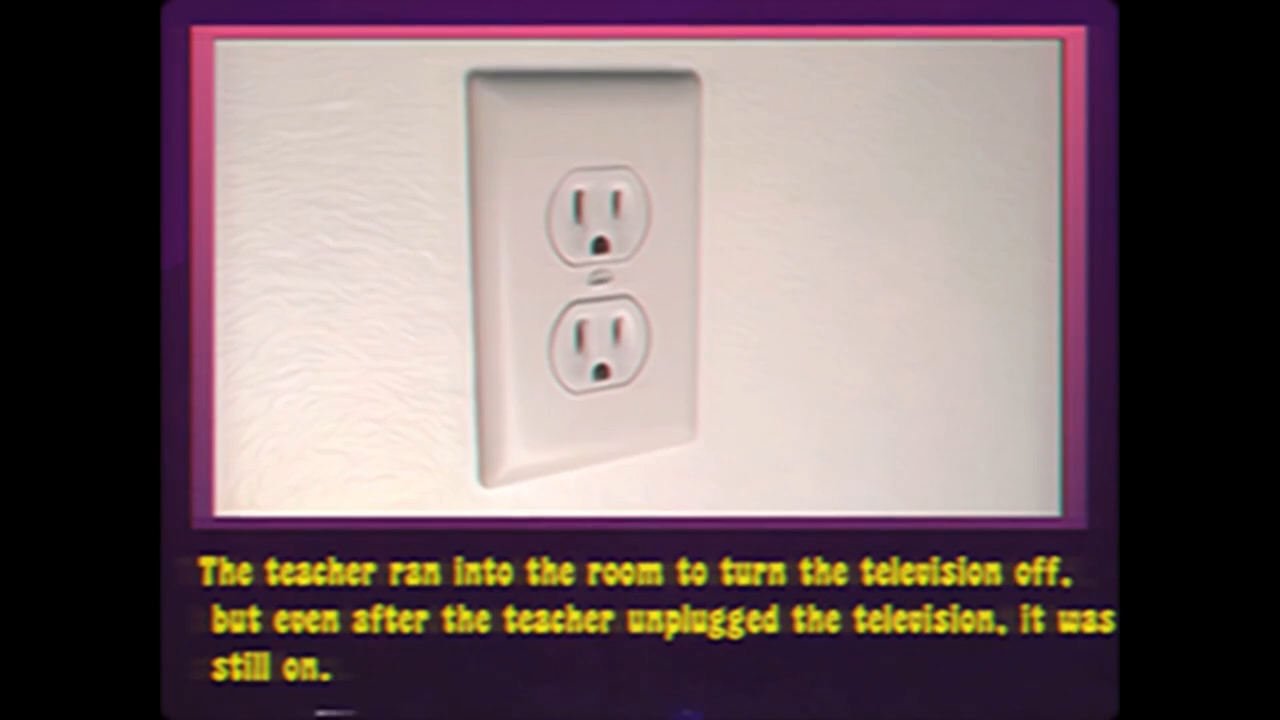 The teacher ran into the room to turn the television off.
but even after the teacher unplugged the television. it was
still on.